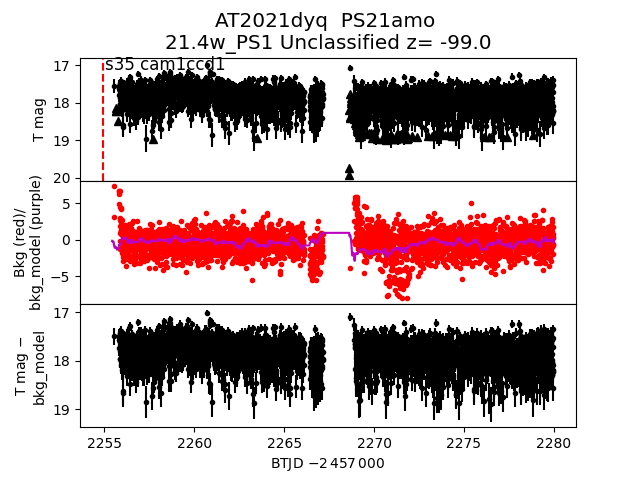 AT2021dyq PS21amo
21.4w_PS1 Unclassified z= -99.0
s35 cam1ccd1
17
18
19
20
T mag
5
0
−5
Bkg (red)/
bkg_model (purple)
17
18
19
T mag −
bkg_model
2255 2260 2265 2270 2275 2280
BTJD −2 457 000